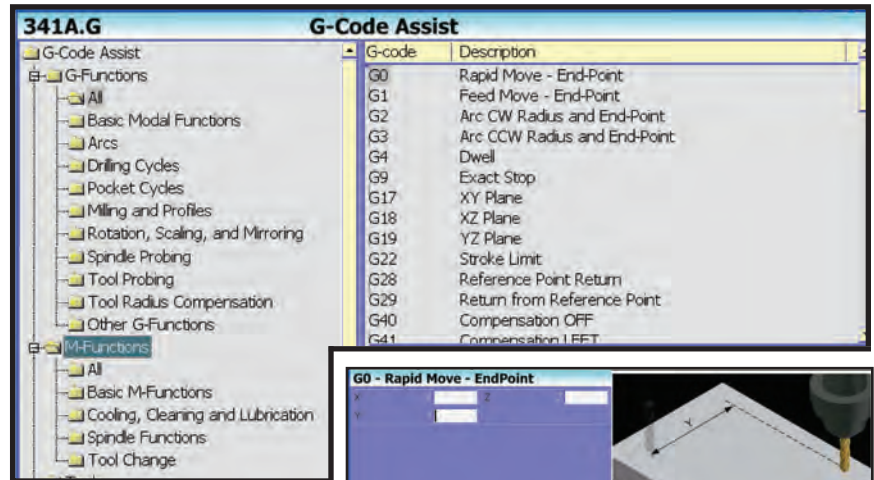 341A.G G-Code Assist
G-Code Assist
G-Functions
All
Basic Modal Functions
Arcs
Drilling Cycles
Pocket Cycles
Milling and Profiles
Rotation, Scaling, and Mirroring
Spindle Probing
Tool Probing
Tool Radius Compensation
Other G-Functions
M-Functions
All
Basic M-Functions
Cooling, Cleaning and Lubrication
Spindle Functions
Tool Change
G-code Description
G0 Rapid Move - End-Point
G1 Feed Move - End-Point
G2 Arc CW Radius and End-Point
G3 Arc CCW Radius and End-Point
G4 Dwell
G9 Exact Stop
G17 XY Plane
G18 XZ Plane
G19 YZ Plane
G22 Stroke Limit
G28 Reference Point Return
G29 Return from Reference Point
G40 Compensation OFF
G41 Compensation LEFT
G0 - Rapid Move - EndPoint
X Z
Y
Y